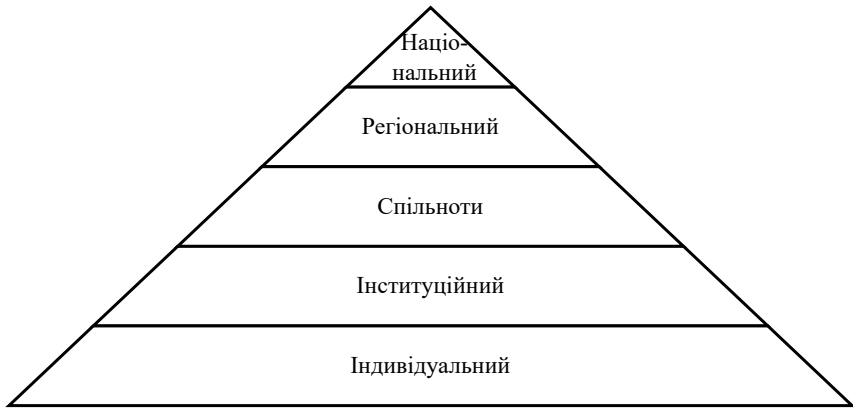 Націо-
нальний
Регіональний
Спільноти
Інституційний
Індивідуальний